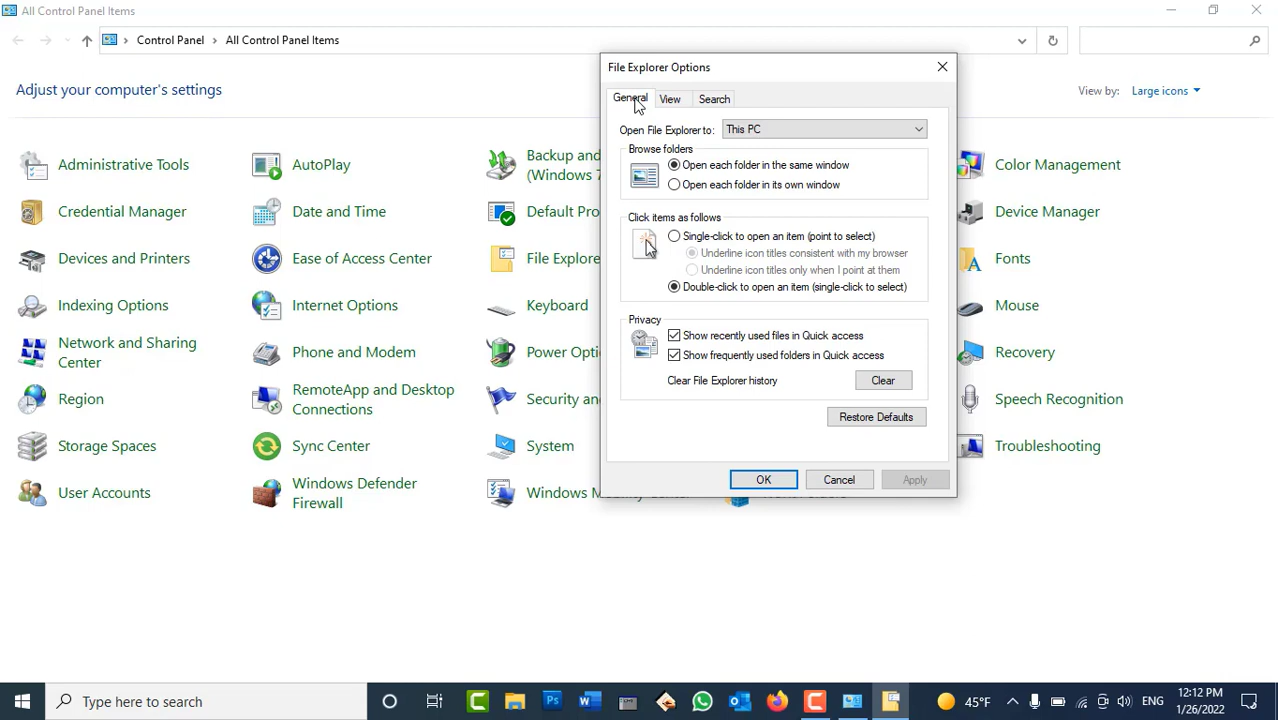 All Control Panel Items
Control Panel
All Control Panel Items
Adjust your computer's settings
View by:
Large icons
Administrative Tools
AutoPlay
Backup and
(Windows 7
Color Management
Credential Manager
Date and Time
Default Pro
Device Manager
Devices and Printers
Ease of Access Center
File Explore
Fonts
Indexing Options
Internet Options
Keyboard
Mouse
Network and Sharing
Center
Phone and Modem
Power Opti
Recovery
Region
RemoteApp and Desktop
Connections
Security an
Speech Recognition
Storage Spaces
Sync Center
System
Troubleshooting
User Accounts
Windows Defender
Firewall
Windows
File Explorer Options
General
View
Search
Open File Explorer to:
This PC
Browse folders
Open each folder in the same window
Open each folder in its own window
Click items as follows
Single-click to open an item (point to select)
Underline icon titles consistent with my browser
Underline icon titles only when I point at them
Double-click to open an item (single-click to select)
Privacy
Show recently used files in Quick access
Show frequently used folders in Quick access
Clear File Explorer history
Clear
Restore Defaults
OK
Cancel
Apply
Type here to search
Ps
45°F
ENG
12:12 PM
1/26/2022